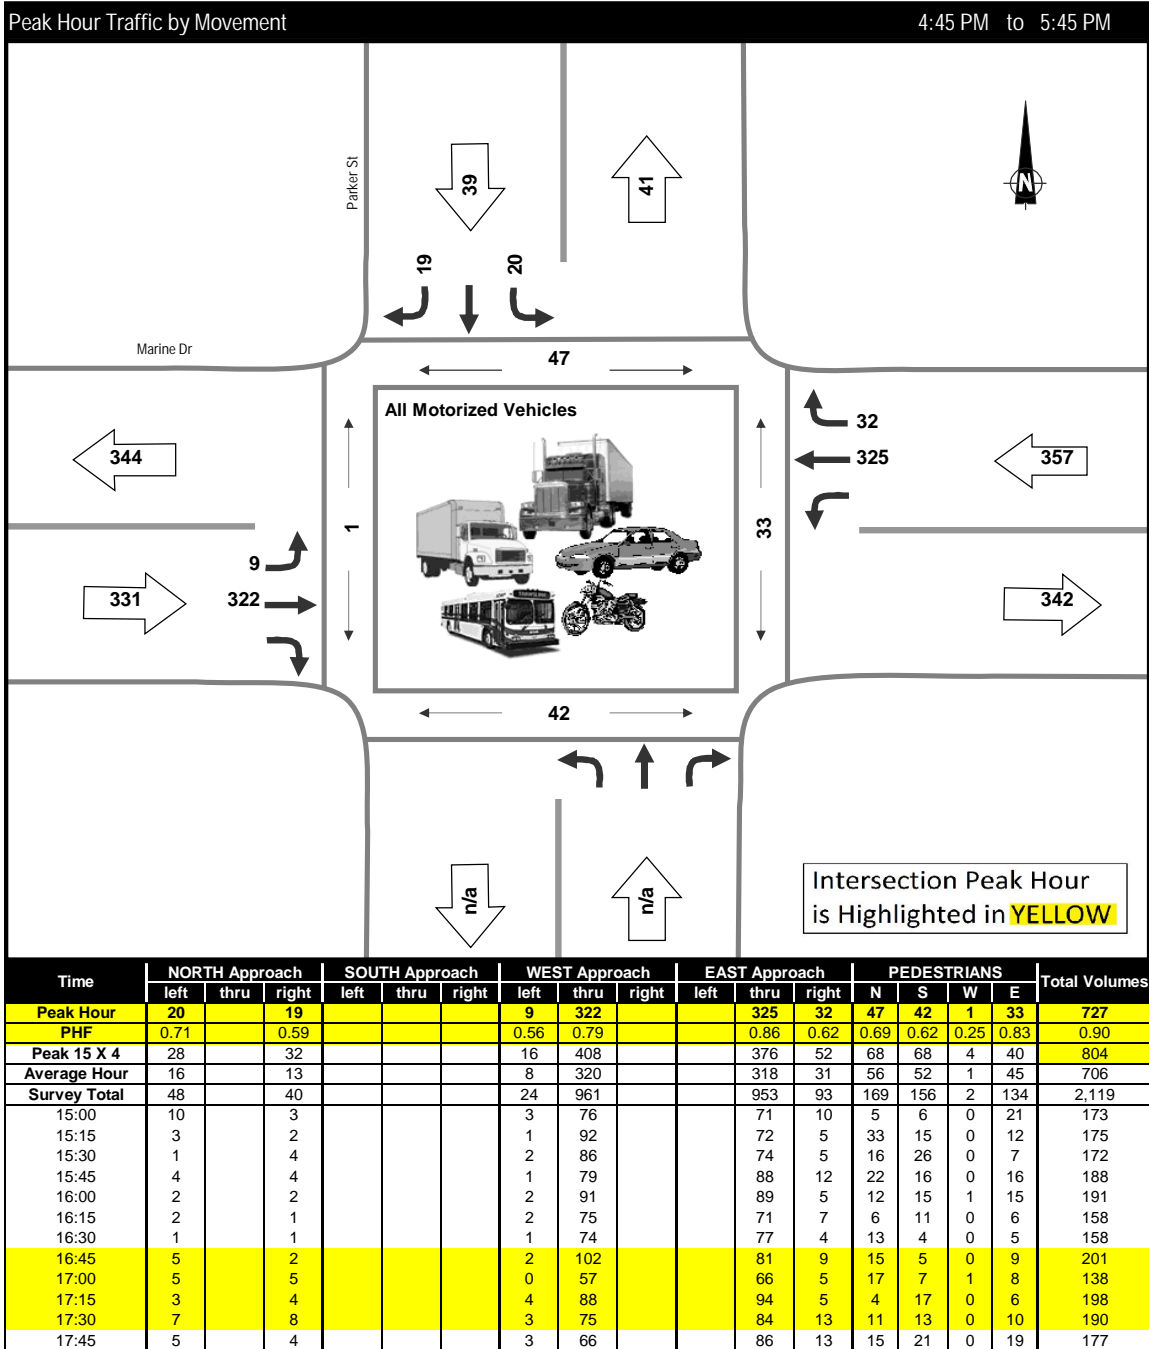 Peak Hour Traffic by Movement 4:45 PM to 5:45 PM
Parker St
39
41
N
19 20
Marine Dr
47
All Motorized Vehicles
32
344
325
357
1
33
9
331
322
342
42
n/a
n/a
Intersection Peak Hour
is Highlighted in YELLOW
Time NORTH Approach SOUTH Approach WEST Approach EAST Approach PEDESTRIANS Total Volumes
left thru right left thru right left thru right left thru right N S W E
Peak Hour 20 19 9 322 325 32 47 42 1 33 727
PHF 0.71 0.59 0.56 0.79 0.86 0.62 0.69 0.62 0.25 0.83 0.90
Peak 15 X 4 28 32 16 408 376 52 68 68 4 40 804
Average Hour 16 13 8 320 318 31 56 52 1 45 706
Survey Total 48 40 24 961 953 93 169 156 2 134 2,119
15:00 10 3 3 76 71 10 5 6 0 21 173
15:15 3 2 1 92 72 5 33 15 0 12 175
15:30 1 4 2 86 74 5 16 26 0 7 172
15:45 4 4 1 79 88 12 22 16 0 16 188
16:00 2 2 2 91 89 5 12 15 1 15 191
16:15 2 1 2 75 71 7 6 11 0 6 158
16:30 1 1 1 74 77 4 13 4 0 5 158
16:45 5 2 2 102 81 9 15 5 0 9 201
17:00 5 5 0 57 66 5 17 7 1 8 138
17:15 3 4 4 88 94 5 4 17 0 6 198
17:30 7 8 3 75 84 13 11 13 0 10 190
17:45 5 4 3 66 86 13 15 21 0 19 177